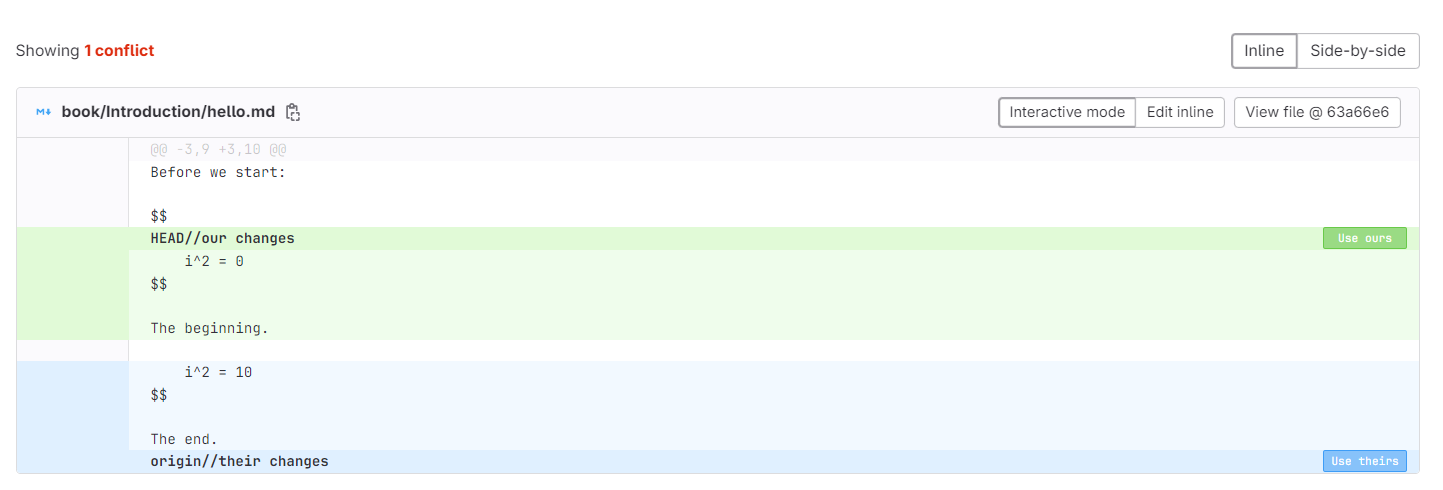 Showing 1 conflict
Inline Side-by-side
M↓ book/Introduction/hello.md
Interactive mode Edit inline View file @ 63a66e6
@@ -3,9 +3,10 @@
Before we start:
$$
HEAD//our changes Use ours
i^2 = 0
$$
The beginning.
i^2 = 10
$$
The end.
origin//their changes Use theirs